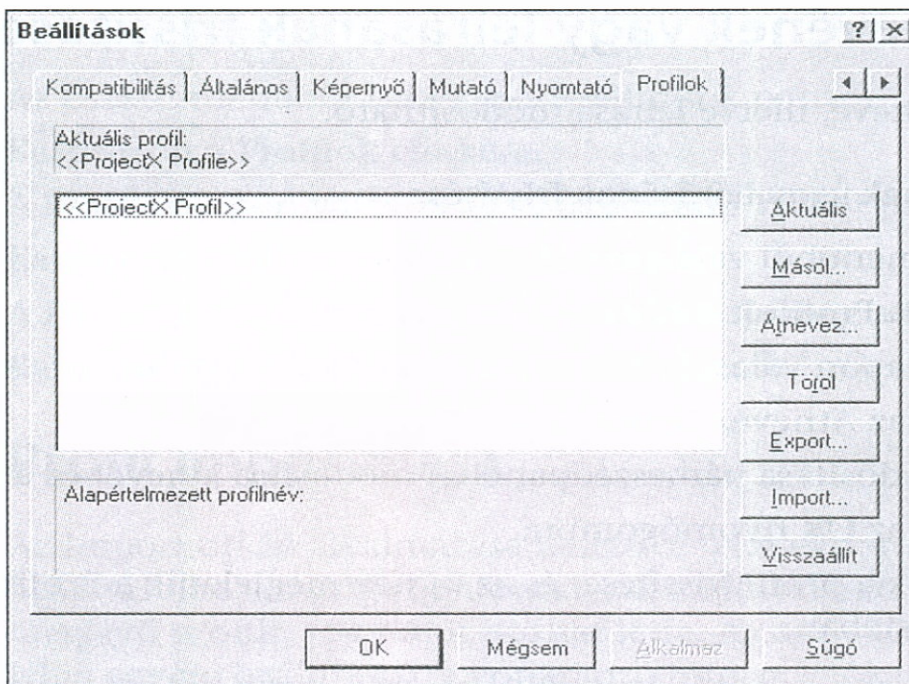 Beállítások
Kompatibilitás Általános Képernyő Mutató Nyomtató Profilok
Aktuális profil:
<<ProjectX Profile>>
<<ProjectX Profil>>
Aktuális
Másol...
Átnevez...
Töröl
Export...
Import...
Visszaállít
Alapértelmezett profilnév:
OK Mégsem Alkalmaz Súgó